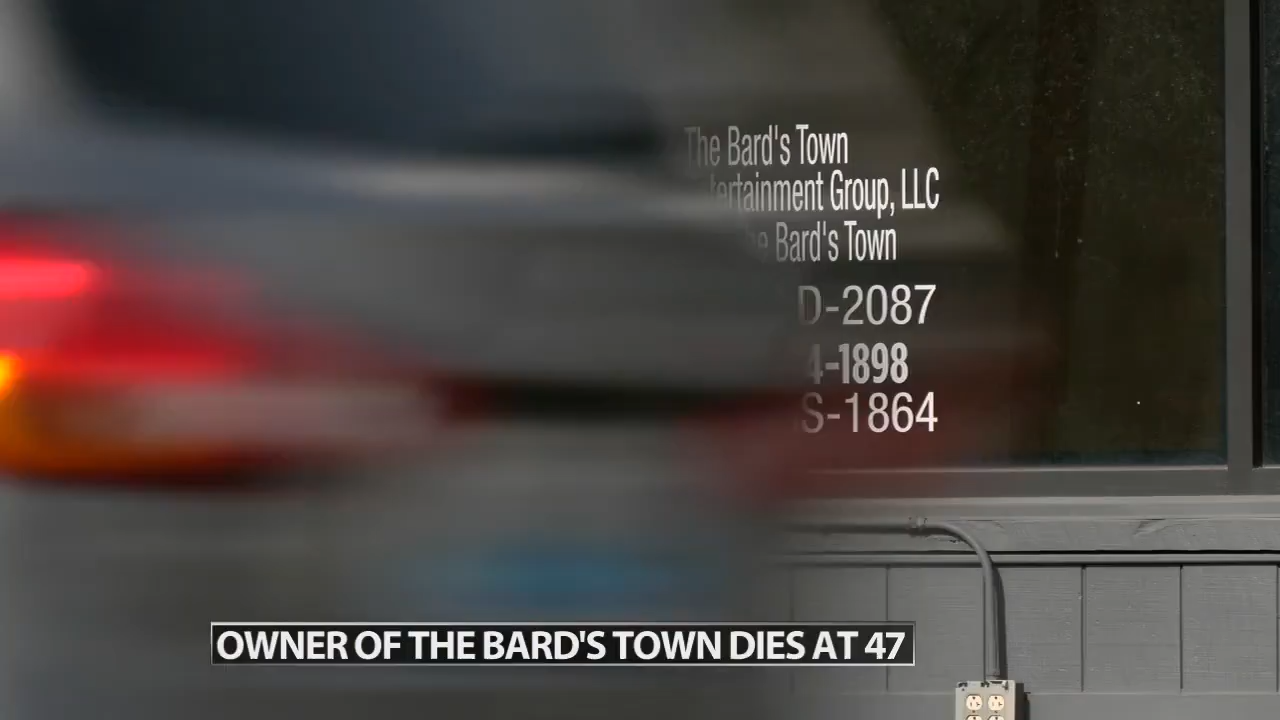 The Bard's Town
Group, LLC
Bard's Town
D-2087
4-1898
S-1864
OWNER OF THE BARD'S TOWN DIES AT 47